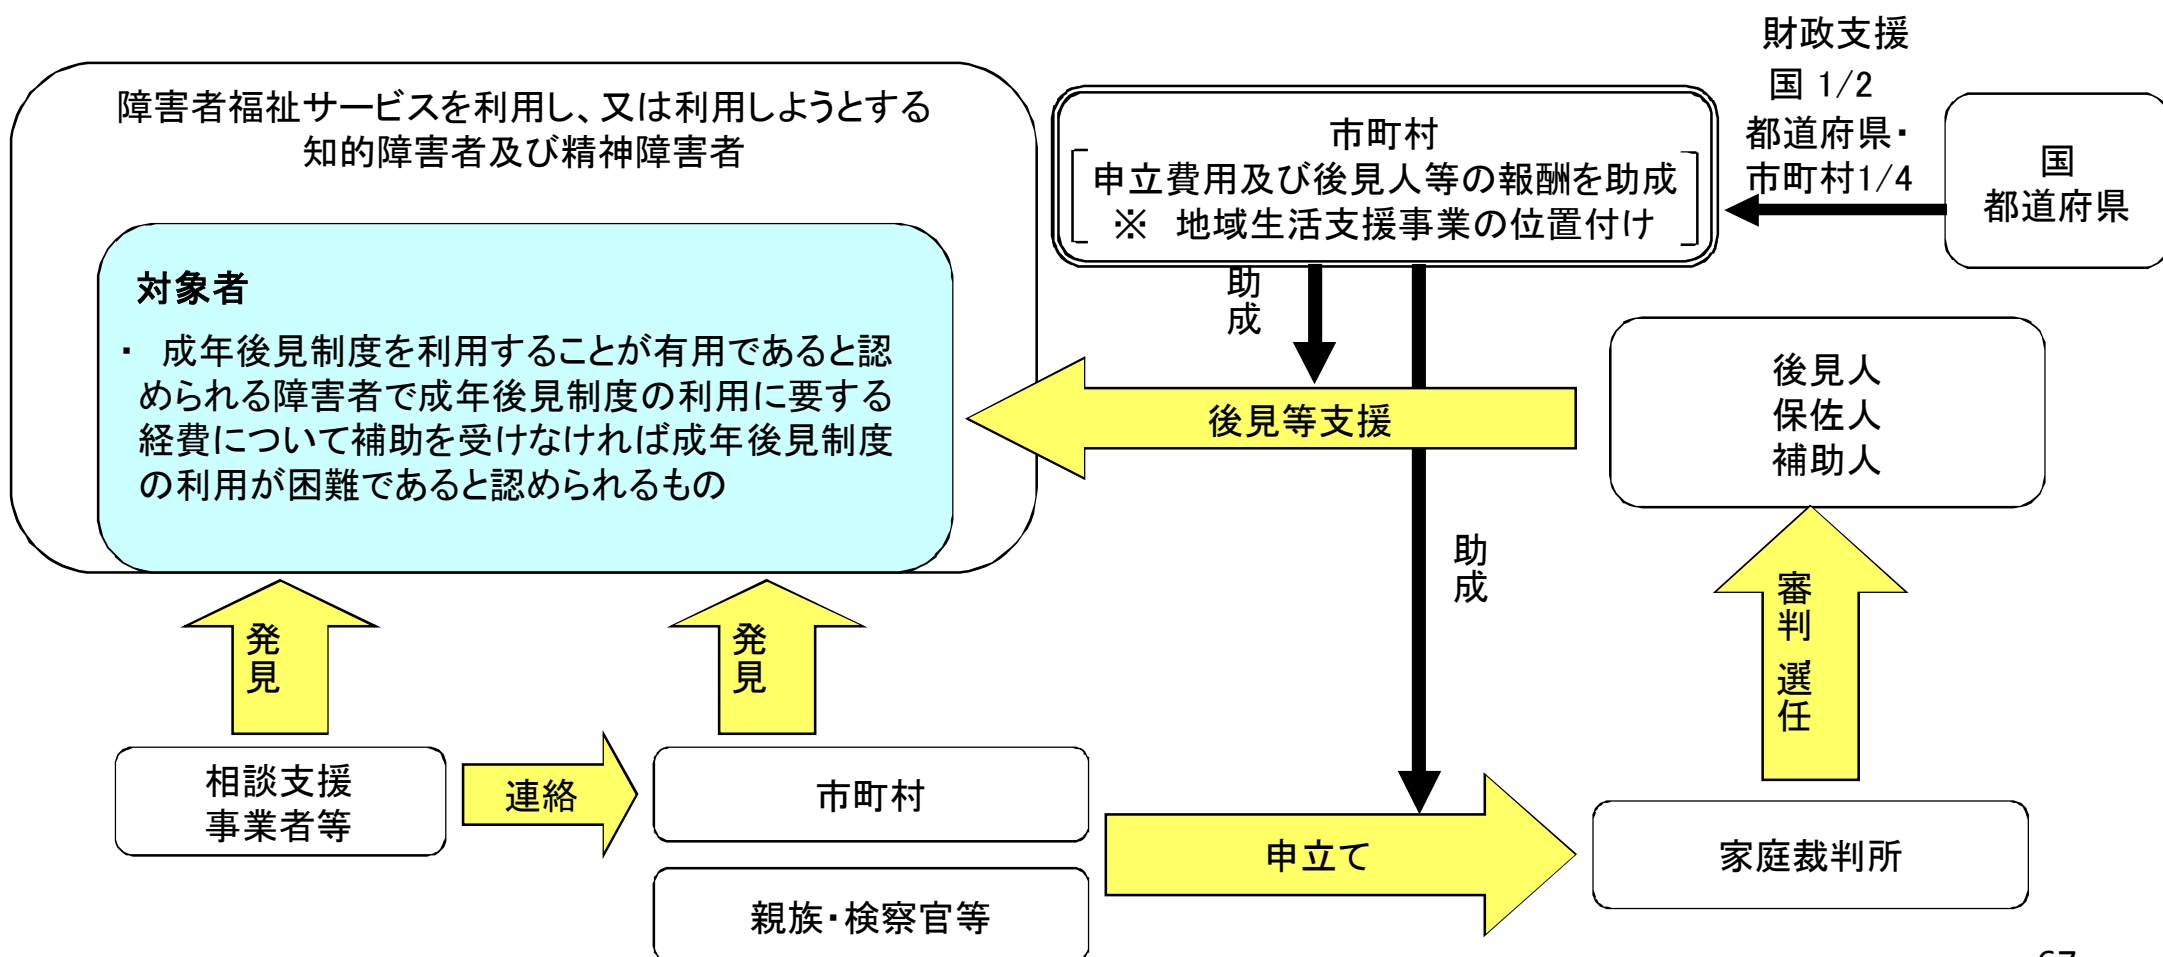 障害者福祉サービスを利用し、又は利用しようとする
知的障害者及び精神障害者
対象者
・ 成年後見制度を利用することが有用であると認
められる障害者で成年後見制度の利用に要する
経費について補助を受けなければ成年後見制度
の利用が困難であると認められるもの
市町村
申立費用及び後見人等の報酬を助成
※ 地域生活支援事業の位置付け
財政支援
国 1/2
都道府県・
市町村1/4
国
都道府県
助成
後見等支援
後見人
保佐人
補助人
助成
審判 選任
発見
発見
相談支援
事業者等
連絡
市町村
親族・検察官等
申立て
家庭裁判所